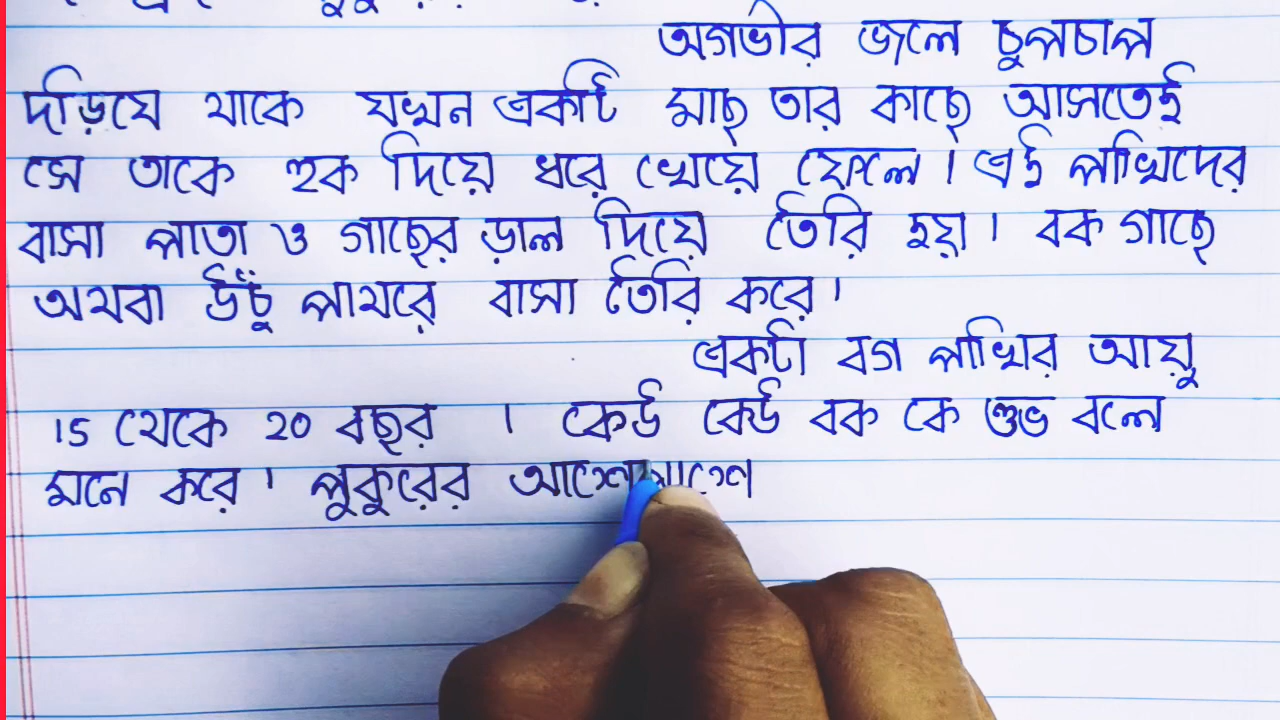 অগভীর জলে চুপচাপ
দাঁড়িয়ে থাকে যখন একটি মাছ তার কাছে আসতেই
সে তাকে হুক দিয়ে ধরে খেয়ে ফেলে । এই পাখিদের
বাসা পাতা ও গাছের ডাল দিয়ে তৈরি হয় । বক গাছে
অথবা উঁচু পাথরে বাসা তৈরি করে ।
একটা বগ পাখির আয়ু
15 থেকে 20 বছর । কেউ কেউ বক কে শুভ বলে
মনে করে । পুকুরের আশেপাশে